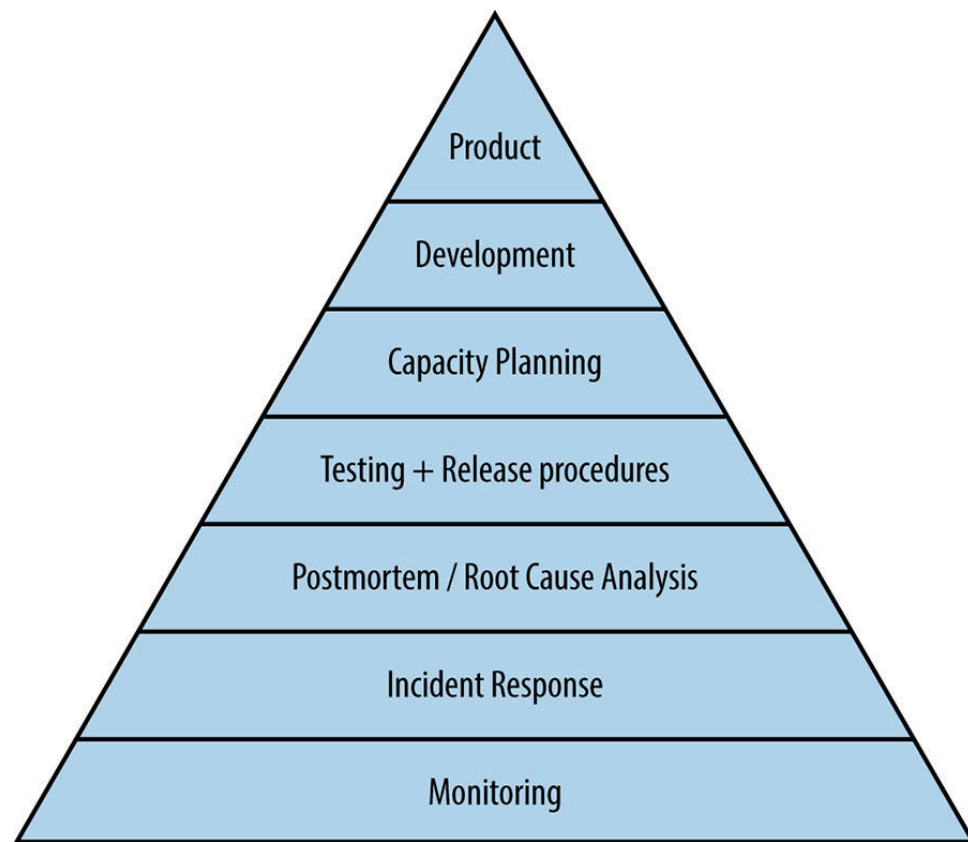 Product
Development
Capacity Planning
Testing + Release procedures
Postmortem / Root Cause Analysis
Incident Response
Monitoring